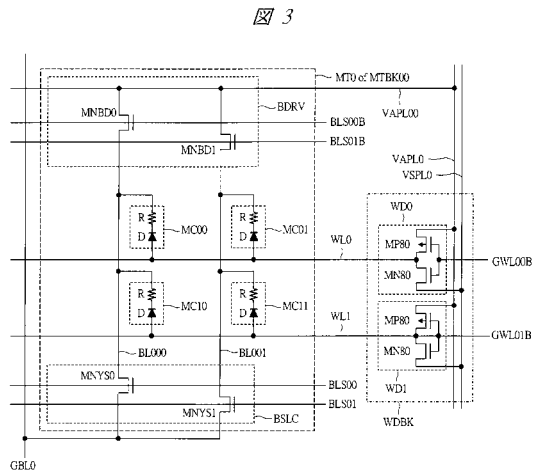 図 3
MT0 of MTBK00
MNBD0
BDRV
VAPL00
BLS00B
MNBD1
BLS01B
VAPL0
VSPL0
WD0
R
D
MC00
R
D
MC01
WL0
MP80
MN80
GWL00B
R
D
MC10
R
D
MC11
WL1
MP80
MN80
GWL01B
BL000
BL001
WD1
MNYS0
BLS00
MNYS1
BLS01
BSLC
WDBK
GBL0